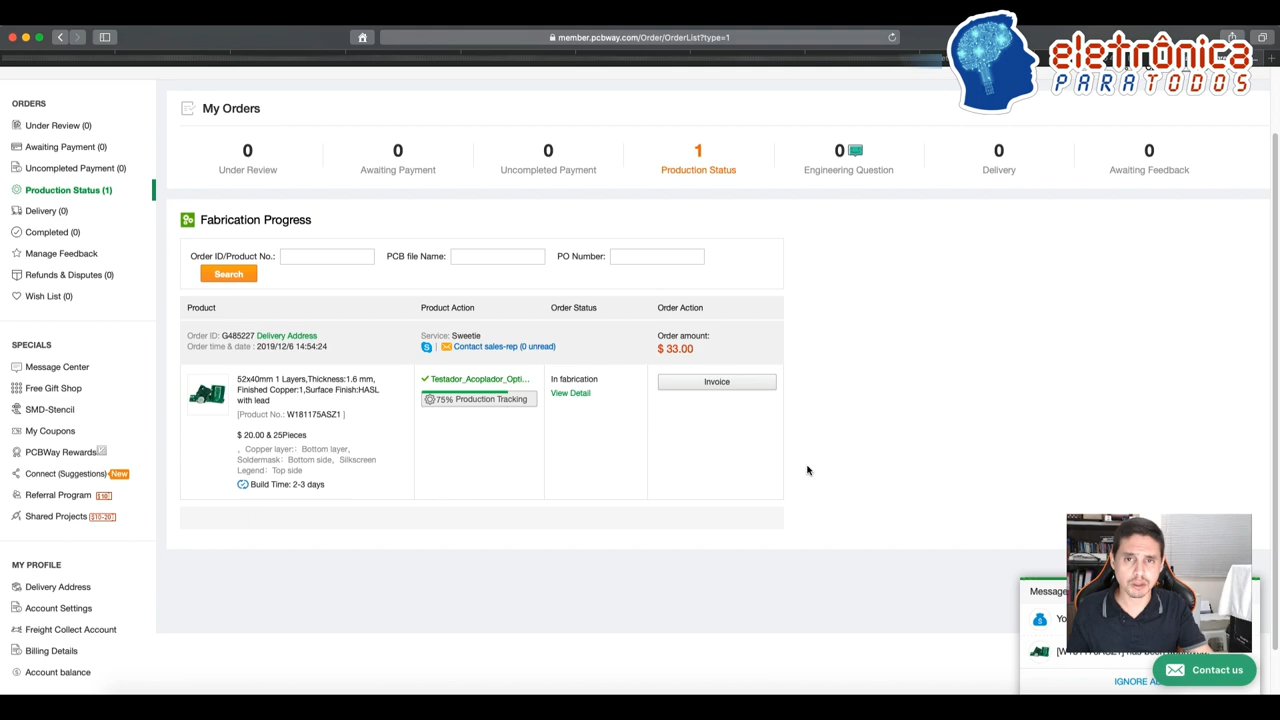 member.pcbway.com/Order/OrderList?type=1
eletrônica
PARA TODOS
ORDERS
Under Review (0)
Awaiting Payment (0)
Uncompleted Payment (0)
Production Status (1)
Delivery (0)
Completed (0)
Manage Feedback
Refunds & Disputes (0)
Wish List (0)
SPECIALS
Message Center
Free Gift Shop
SMD-Stencil
My Coupons
PCBWay Rewards
Connect (Suggestions) New
Referral Program
Shared Projects
MY PROFILE
Delivery Address
Account Settings
Freight Collect Account
Billing Details
Account balance
My Orders
0 0 0 1 0 0 0
Under Review Awaiting Payment Uncompleted Payment Production Status Engineering Question Delivery Awaiting Feedback
Fabrication Progress
Order ID/Product No.: PCB file Name: PO Number:
Search
Product Product Action Order Status Order Action
Order ID: G485227 Delivery Address
Order time & date : 2019/12/6 14:54:24
Service: Sweetie
Contact sales-rep (0 unread)
Order amount:
$ 33.00
52x40mm 1 Layers,Thickness:1.6 mm,
Finished Copper:1,Surface Finish:HASL
with lead
[Product No.: W181175ASZ1 ]
$ 20.00 & 25Pieces
, Copper layer: Bottom layer,
Soldermask: Bottom side, Silkscreen
Legend: Top side
Build Time: 2-3 days
Testador_Acoplador_Opti...
75% Production Tracking
In fabrication
View Detail
Invoice
Message
Yo
Contact us
IGNORE AL